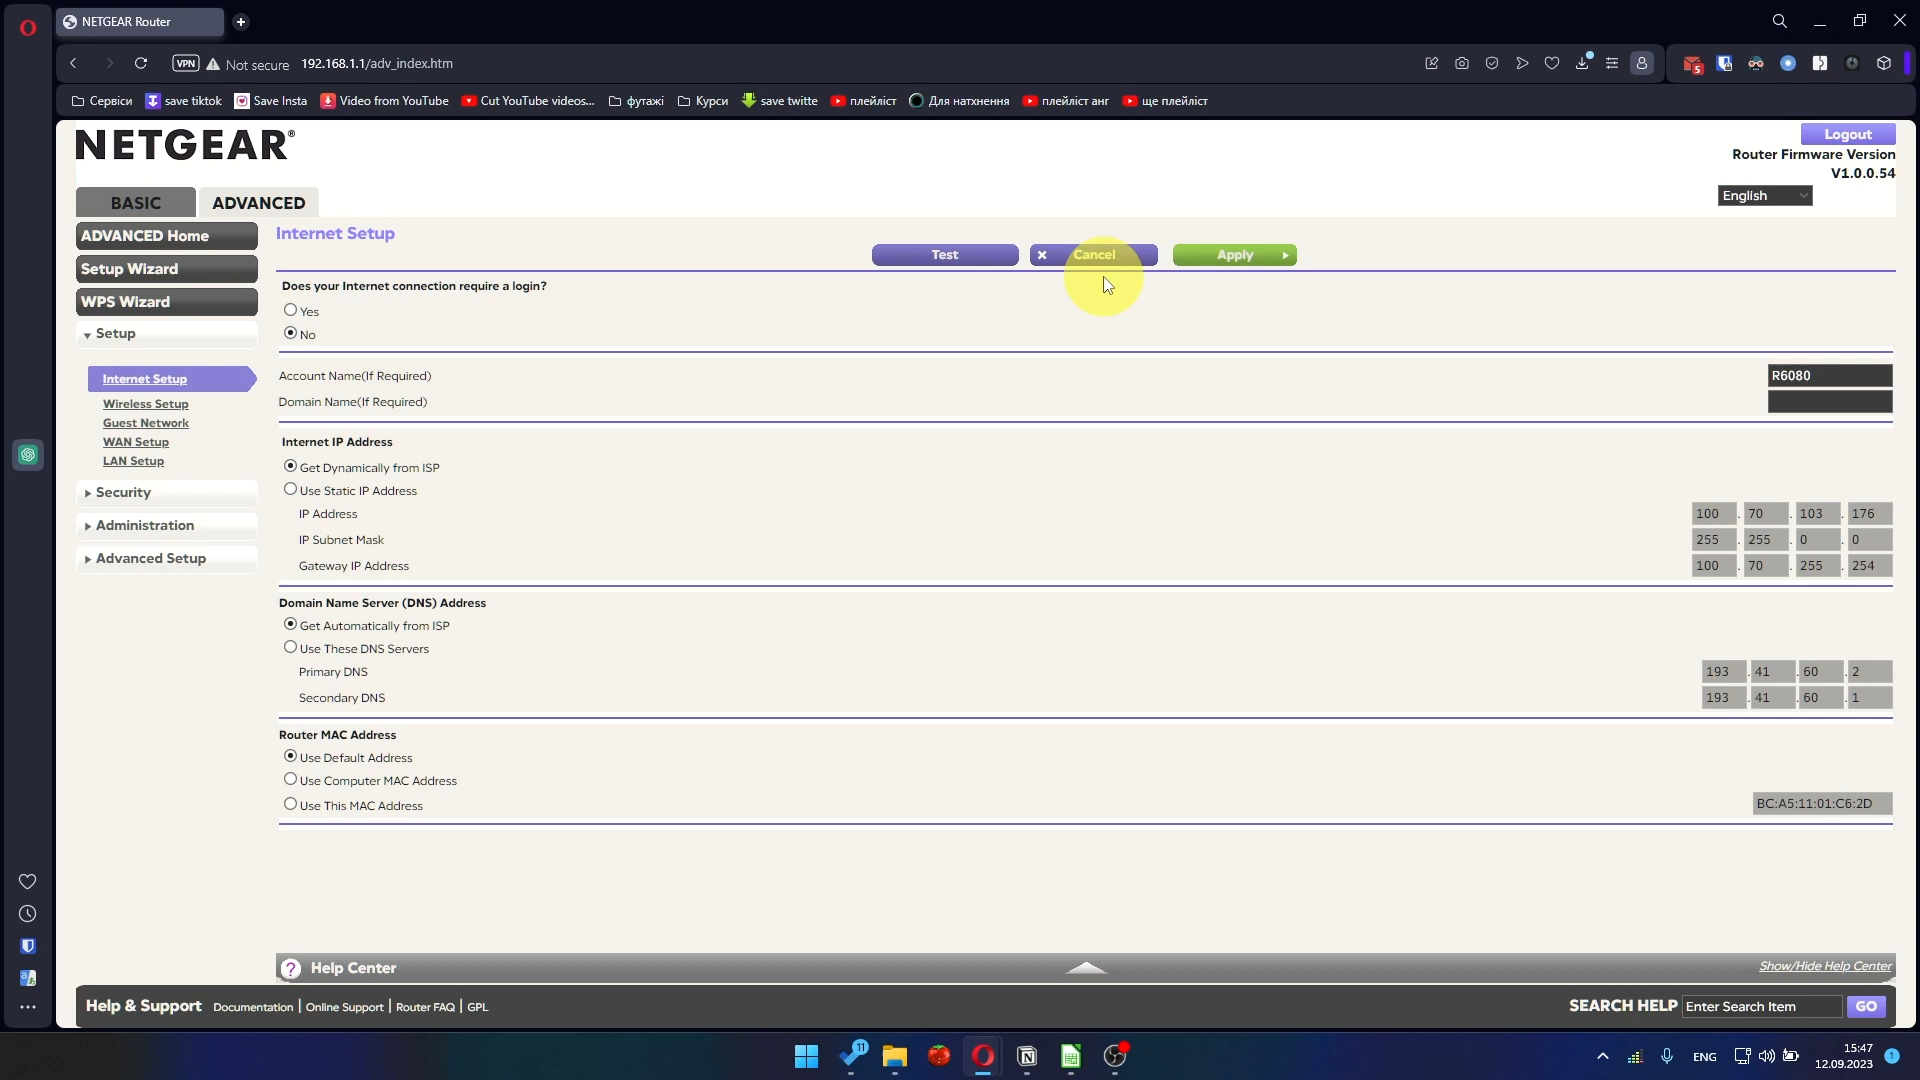 NETGEAR Router
VPN
Not secure
192.168.1.1/adv_index.htm
5
Сервіси
save tiktok
Save Insta
Video from YouTube
Cut YouTube videos...
футажі
Курси
save twitte
плейліст
Для натхнення
плейліст анг
ще плейліст
NETGEAR®
Logout
Router Firmware Version
V1.0.0.54
English
BASIC
ADVANCED
ADVANCED Home
Setup Wizard
WPS Wizard
Setup
Internet Setup
Wireless Setup
Guest Network
WAN Setup
LAN Setup
Security
Administration
Advanced Setup
Internet Setup
Test
Cancel
Apply
Does your Internet connection require a login?
Yes
No
Account Name(If Required)
R6080
Domain Name(If Required)
Internet IP Address
Get Dynamically from ISP
Use Static IP Address
IP Address
100 . 70 . 103 . 176
IP Subnet Mask
255 . 255 . 0 . 0
Gateway IP Address
100 . 70 . 255 . 254
Domain Name Server (DNS) Address
Get Automatically from ISP
Use These DNS Servers
Primary DNS
193 . 41 . 60 . 2
Secondary DNS
193 . 41 . 60 . 1
Router MAC Address
Use Default Address
Use Computer MAC Address
Use This MAC Address
BC:A5:11:01:C6:2D
? Help Center
Show/Hide Help Center
Help & Support
Documentation | Online Support | Router FAQ | GPL
SEARCH HELP
Enter Search Item
GO
11
ENG
15:47
12.09.2023
1